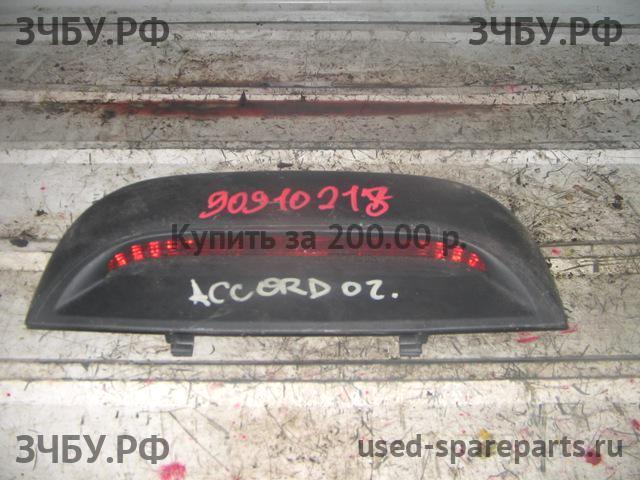 ЗЧБУ.РФ ЗЧБУ.РФ
90910218
Купить за 200.00 р.
ACCORD 02.
ЗЧБУ.РФ used-spareparts.ru